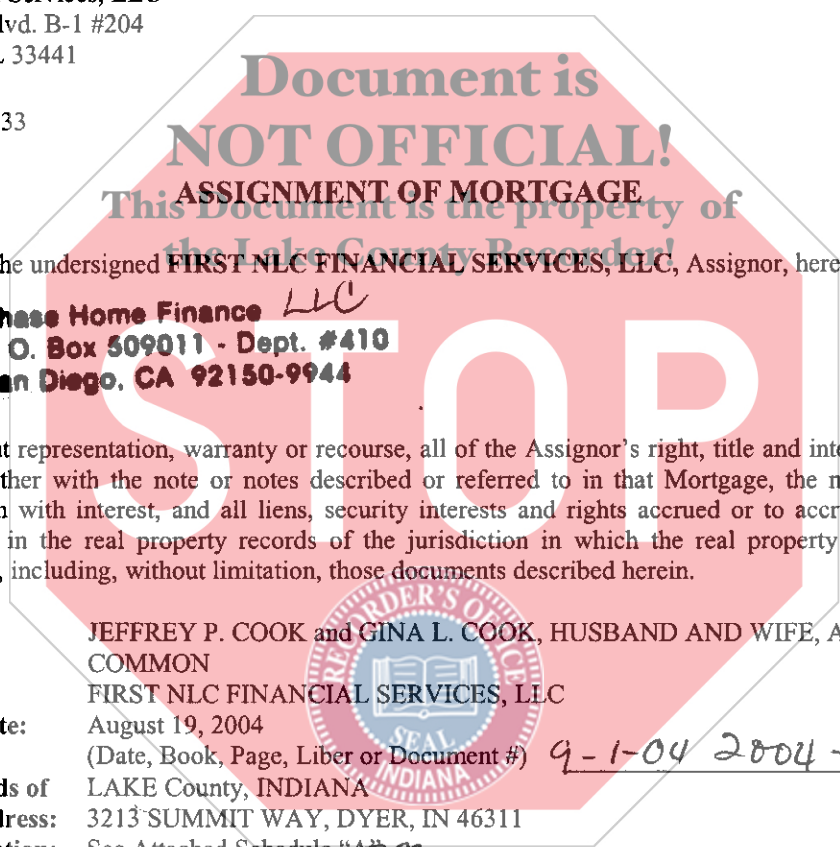 Services, LLC
lvd. B-1 #204
L 33441
Document is
33
NOT OFFICIAL!
ASSIGNMENT OF MORTGAGE
This Document is the property of
the Lake County Recorder!
he undersigned FIRST NLC FINANCIAL SERVICES, LLC, Assignor, here
hase Home Finance LLC
O. Box 509011 - Dept. #410
an Diego, CA 92150-9944
STOP
t representation, warranty or recourse, all of the Assignor's right, title and inte
ther with the note or notes described or referred to in that Mortgage, the m
n with interest, and all liens, security interests and rights accrued or to accr
in the real property records of the jurisdiction in which the real property
, including, without limitation, those documents described herein.
RECORDER'S OFFICE
SEAL
INDIANA
JEFFREY P. COOK and GINA L. COOK, HUSBAND AND WIFE, A
COMMON
FIRST NLC FINANCIAL SERVICES, LLC
te: August 19, 2004
(Date, Book, Page, Liber or Document #) 9-1-04 2004-
ds of LAKE County, INDIANA
ress: 3213 SUMMIT WAY, DYER, IN 46311
tion: See Attached Schedule "A"